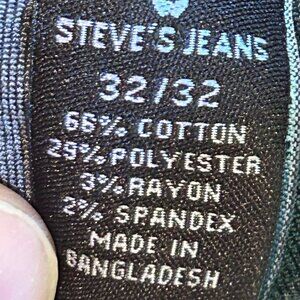 STEVE'S JEANS
32/32
66% COTTON
29% POLYESTER
3% RAYON
2% SPANDEX
MADE IN
BANGLADESH